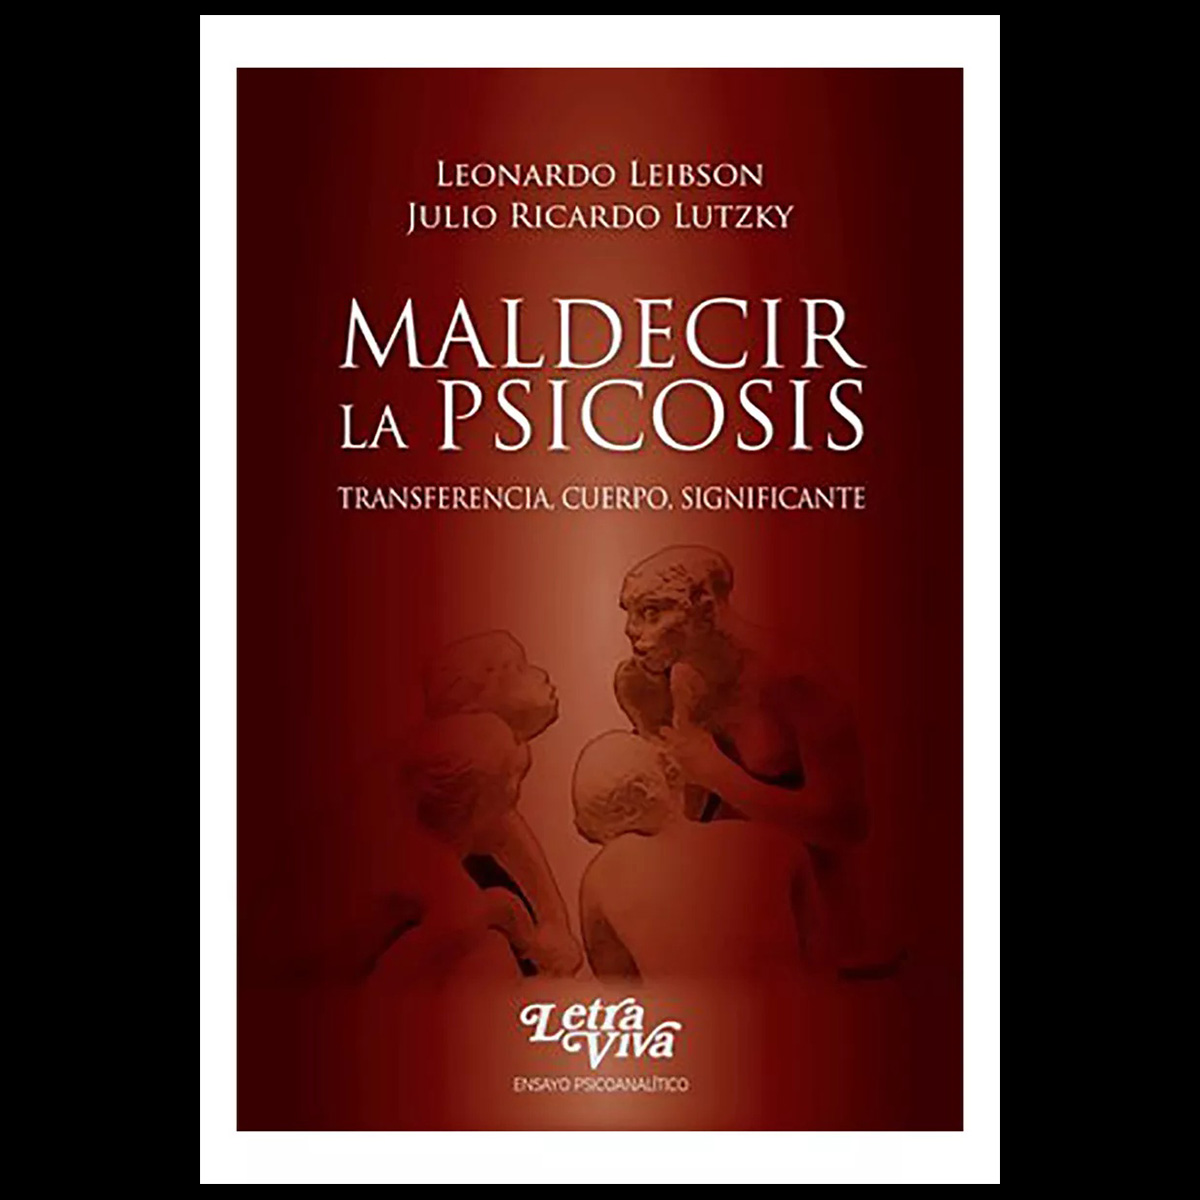 LEONARDO LEIBSON
JULIO RICARDO LUTZKY
MALDECIR
LA PSICOSIS
TRANSFERENCIA, CUERPO, SIGNIFICANTE
Letra
Viva
ENSAYO PSICOANALÍTICO